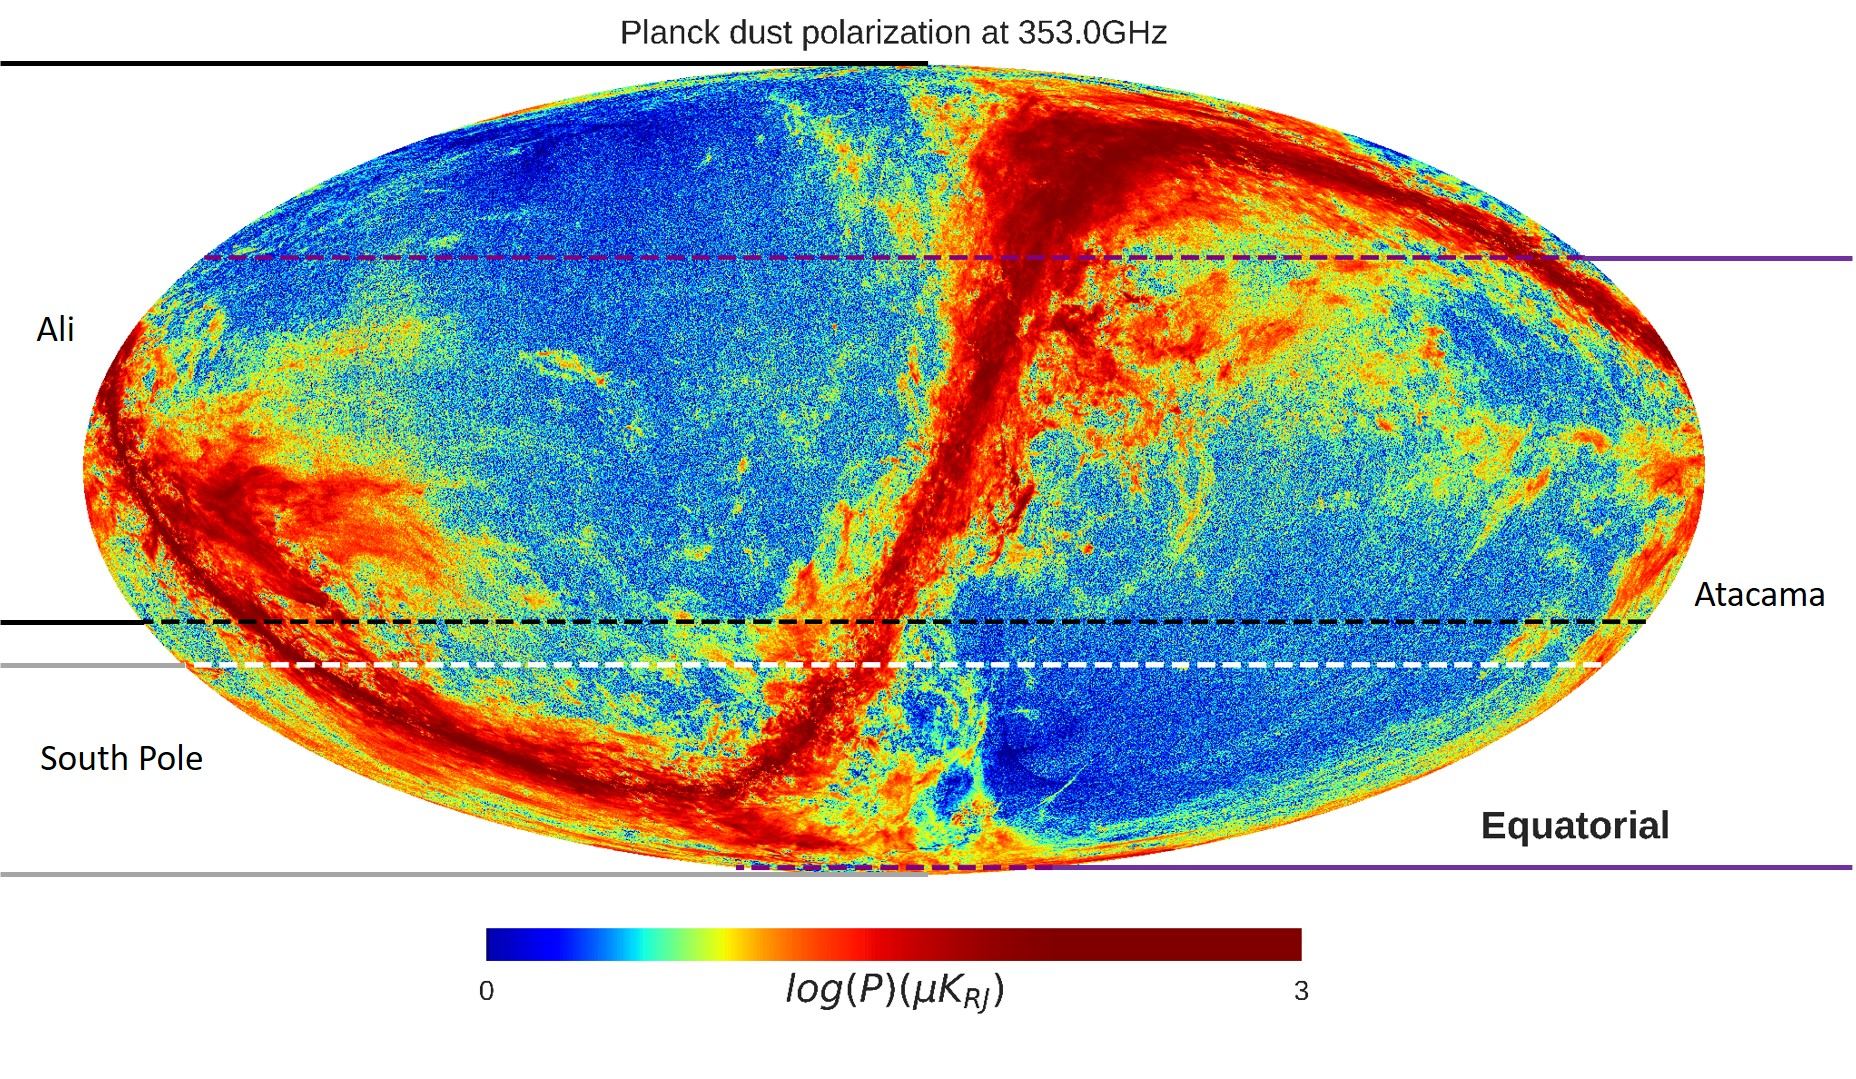 Planck dust polarization at 353.0GHz
Ali
Atacama
South Pole
Equatorial
0
3
log(P)(μK_RJ)